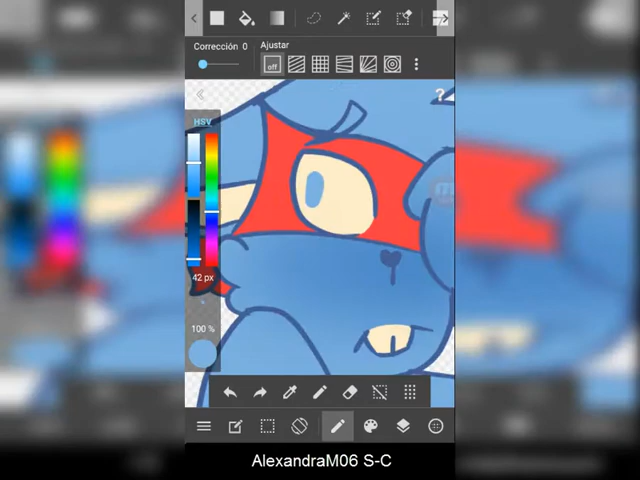 Corrección 0
Ajustar
off
?
HSV
42 px
100 %
AlexandraM06 S-C